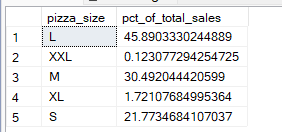 pizza_size pct_of_total_sales
1 L 45.8903330244889
2 XXL 0.123077294254725
3 M 30.492044420599
4 XL 1.72107684995364
5 S 21.7734684107037